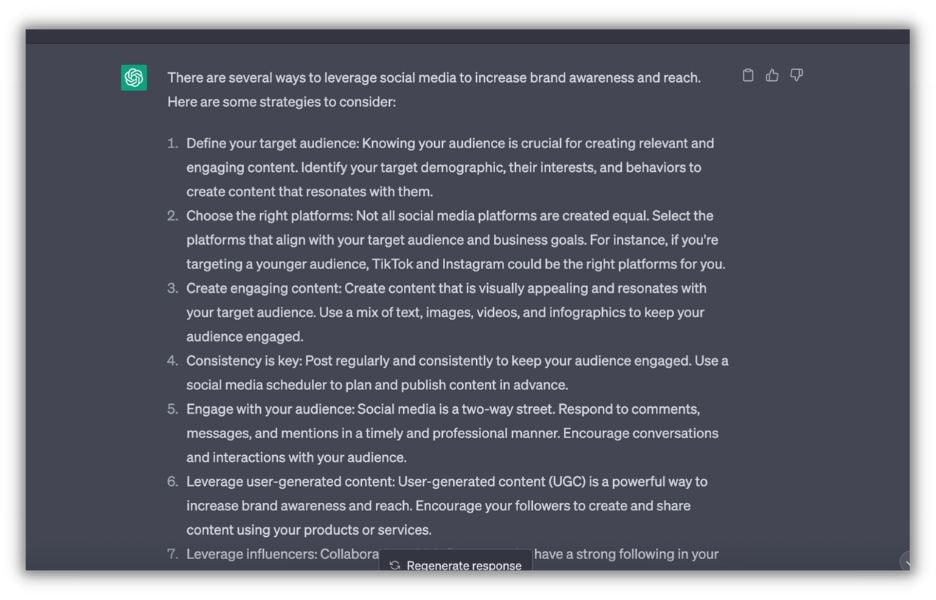 There are several ways to leverage social media to increase brand awareness and reach.
Here are some strategies to consider:
1. Define your target audience: Knowing your audience is crucial for creating relevant and
engaging content. Identify your target demographic, their interests, and behaviors to
create content that resonates with them.
2. Choose the right platforms: Not all social media platforms are created equal. Select the
platforms that align with your target audience and business goals. For instance, if you're
targeting a younger audience, TikTok and Instagram could be the right platforms for you.
3. Create engaging content: Create content that is visually appealing and resonates with
your target audience. Use a mix of text, images, videos, and infographics to keep your
audience engaged.
4. Consistency is key: Post regularly and consistently to keep your audience engaged. Use a
social media scheduler to plan and publish content in advance.
5. Engage with your audience: Social media is a two-way street. Respond to comments,
messages, and mentions in a timely and professional manner. Encourage conversations
and interactions with your audience.
6. Leverage user-generated content: User-generated content (UGC) is a powerful way to
increase brand awareness and reach. Encourage your followers to create and share
content using your products or services.
7. Leverage influencers: have a strong following in your
Regenerate response